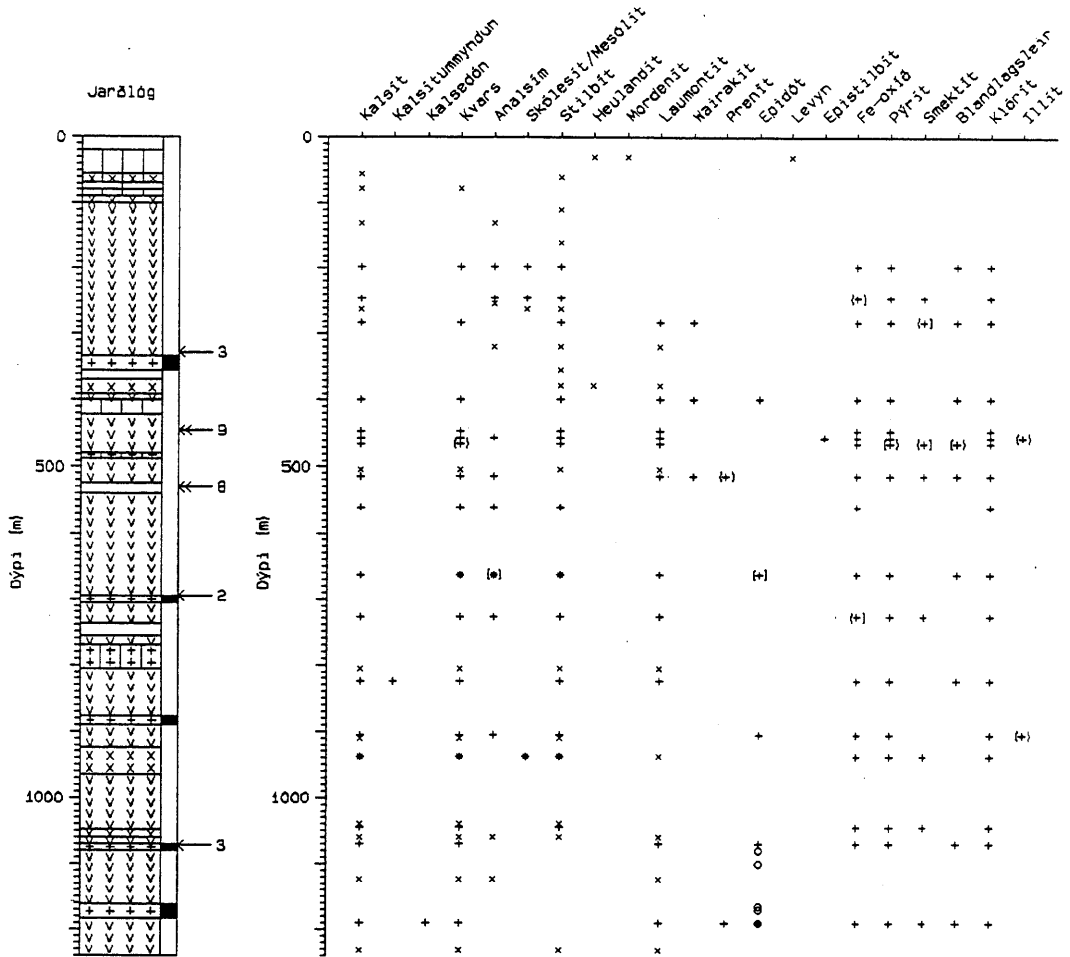 Jarðlög
Kalsít
Kalsítummyndun
Kalsedón
Kvars
Analsím
Skólesít/Mesólít
Stilbít
Heulandít
Mordenít
Laumontít
Wairakít
Prenít
Epidót
Levyn
Epistilbít
Fe-oxíð
Pýrít
Smektít
Blandlagsleir
Klórít
Illít
0
0
3
9
500
500
8
Dýpi (m)
Dýpi (m)
2
1000
1000
3